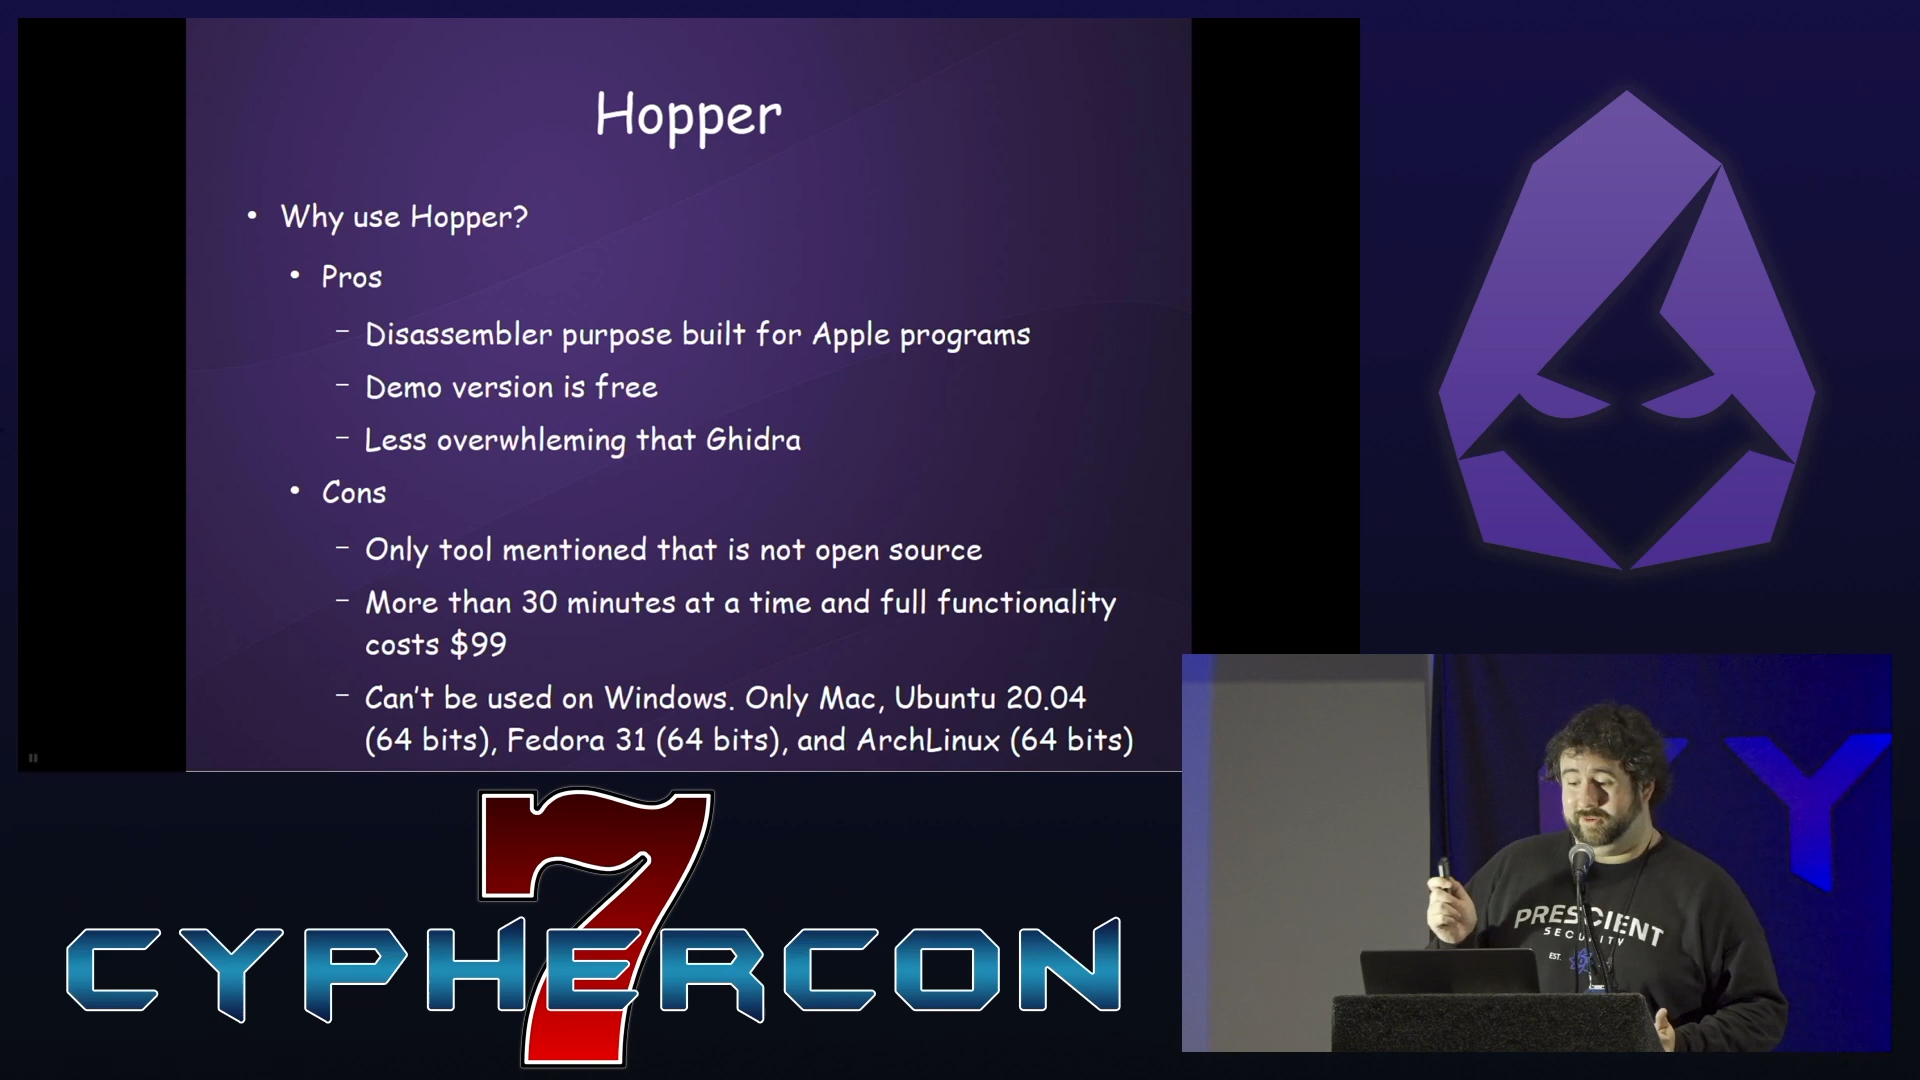 Hopper
• Why use Hopper?
• Pros
– Disassembler purpose built for Apple programs
– Demo version is free
– Less overwhleming that Ghidra
• Cons
– Only tool mentioned that is not open source
– More than 30 minutes at a time and full functionality
costs $99
– Can't be used on Windows. Only Mac, Ubuntu 20.04
(64 bits), Fedora 31 (64 bits), and ArchLinux (64 bits)
7
CYPHERCON
Y
PRESCIENT
SECURITY
EST.